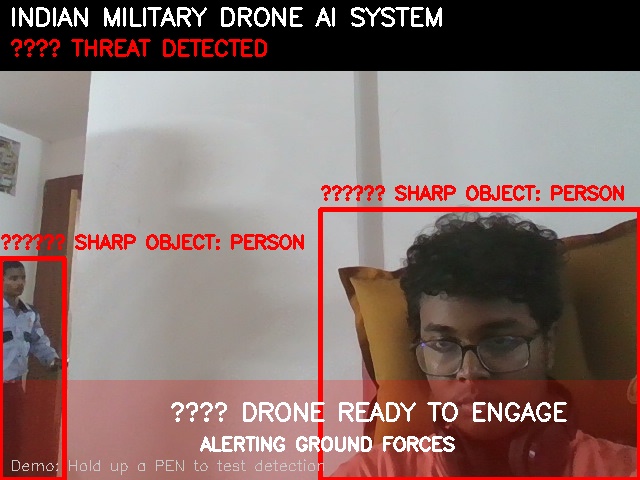 INDIAN MILITARY DRONE AI SYSTEM
???? THREAT DETECTED
?????? SHARP OBJECT: PERSON
?????? SHARP OBJECT: PERSON
???? DRONE READY TO ENGAGE
ALERTING GROUND FORCES
Demo: Hold up a PEN to test detection